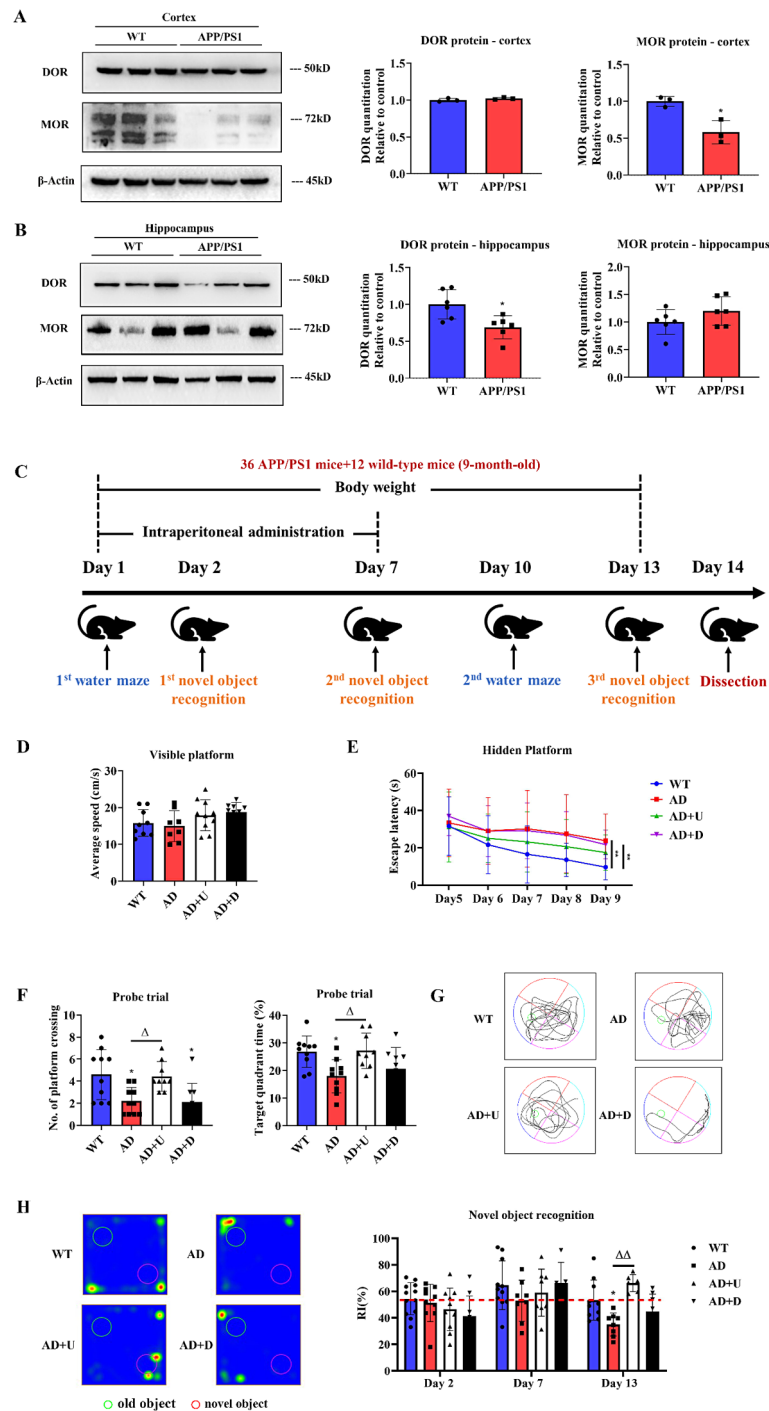 A
Cortex
WT
APP/PS1
DOR
--- 50kD
MOR
--- 72kD
β-Actin
--- 45kD
DOR protein - cortex
DOR quantitation
Relative to control
1.5
1.0
0.5
0.0
WT
APP/PS1
MOR protein - cortex
MOR quantitation
Relative to control
1.5
1.0
0.5
0.0
*
WT
APP/PS1
B
Hippocampus
WT
APP/PS1
DOR
--- 50kD
MOR
--- 72kD
β-Actin
--- 45kD
DOR protein - hippocampus
DOR quantitation
Relative to control
1.5
1.0
0.5
0.0
*
WT
APP/PS1
MOR protein - hippocampus
MOR quantitation
Relative to control
2.0
1.5
1.0
0.5
0.0
WT
APP/PS1
C
36 APP/PS1 mice+12 wild-type mice (9-month-old)
Body weight
Intraperitoneal administration
Day 1
Day 2
Day 7
Day 10
Day 13
Day 14
1st water maze
1st novel object
recognition
2nd novel object
recognition
2nd water maze
3rd novel object
recognition
Dissection
D
Visible platform
Average speed (cm/s)
30
20
10
0
WT
AD
AD+U
AD+D
E
Hidden Platform
Escape latency (s)
60
40
20
0
Day5
Day 6
Day 7
Day 8
Day 9
WT
AD
AD+U
AD+D
**
**
F
Probe trial
No. of platform crossing
10
8
6
4
2
0
*
Δ
*
WT
AD
AD+U
AD+D
Probe trial
Target quadrant time (%)
50
40
30
20
10
0
*
Δ
WT
AD
AD+U
AD+D
G
WT
AD
AD+U
AD+D
H
WT
AD
AD+U
AD+D
old object
novel object
Novel object recognition
RI(%)
100
80
60
40
20
0
*
ΔΔ
Day 2
Day 7
Day 13
WT
AD
AD+U
AD+D